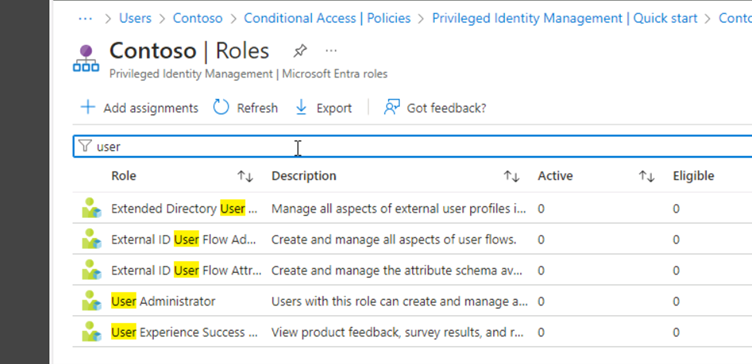 ··· > Users > Contoso > Conditional Access | Policies > Privileged Identity Management | Quick start > Conto
Contoso | Roles ···
Privileged Identity Management | Microsoft Entra roles
+ Add assignments Refresh Export Got feedback?
user
Role ↑↓ Description ↑↓ Active ↑↓ Eligible
Extended Directory User ... Manage all aspects of external user profiles i... 0 0
External ID User Flow Ad... Create and manage all aspects of user flows. 0 0
External ID User Flow Attr... Create and manage the attribute schema av... 0 0
User Administrator Users with this role can create and manage a... 0 0
User Experience Success ... View product feedback, survey results, and r... 0 0